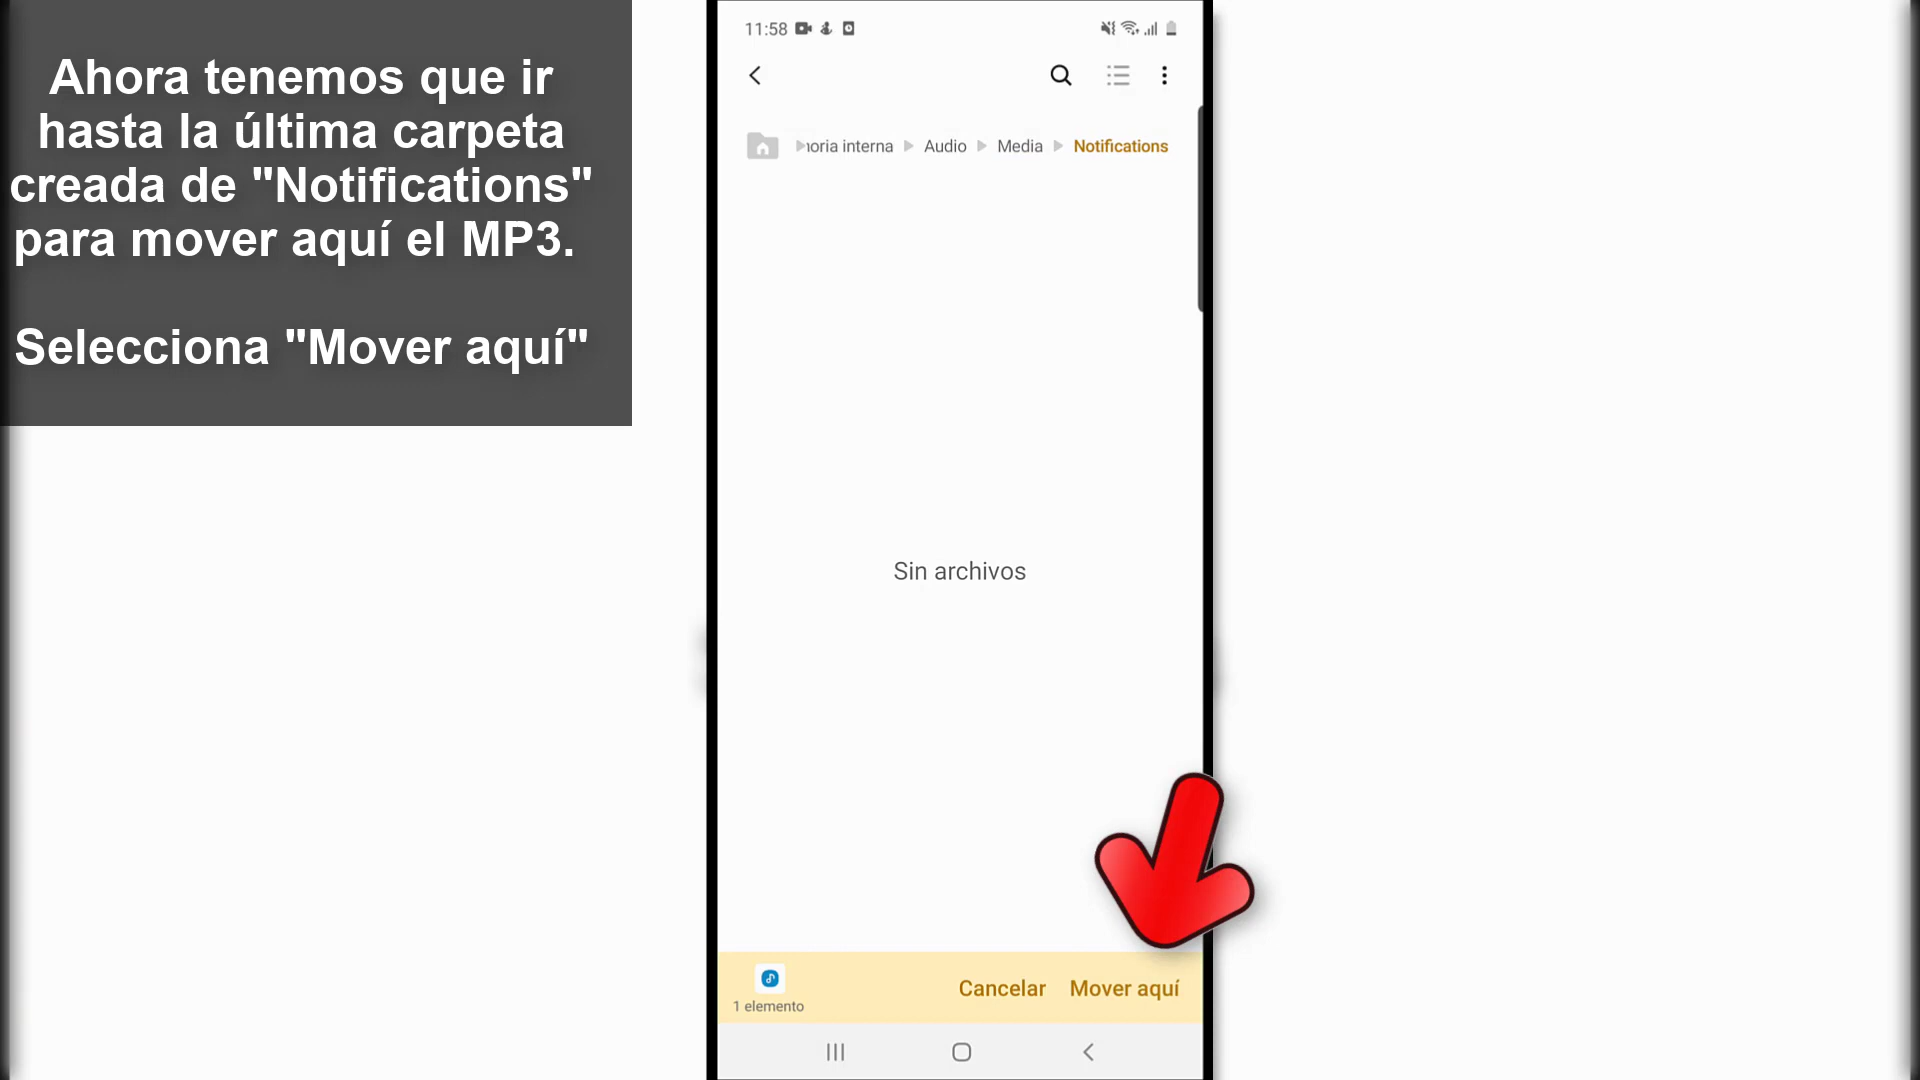 Ahora tenemos que ir
hasta la última carpeta
creada de "Notifications"
para mover aquí el MP3.
Selecciona "Mover aquí"
11:58
oria interna Audio Media Notifications
Sin archivos
1 elemento
Cancelar Mover aquí